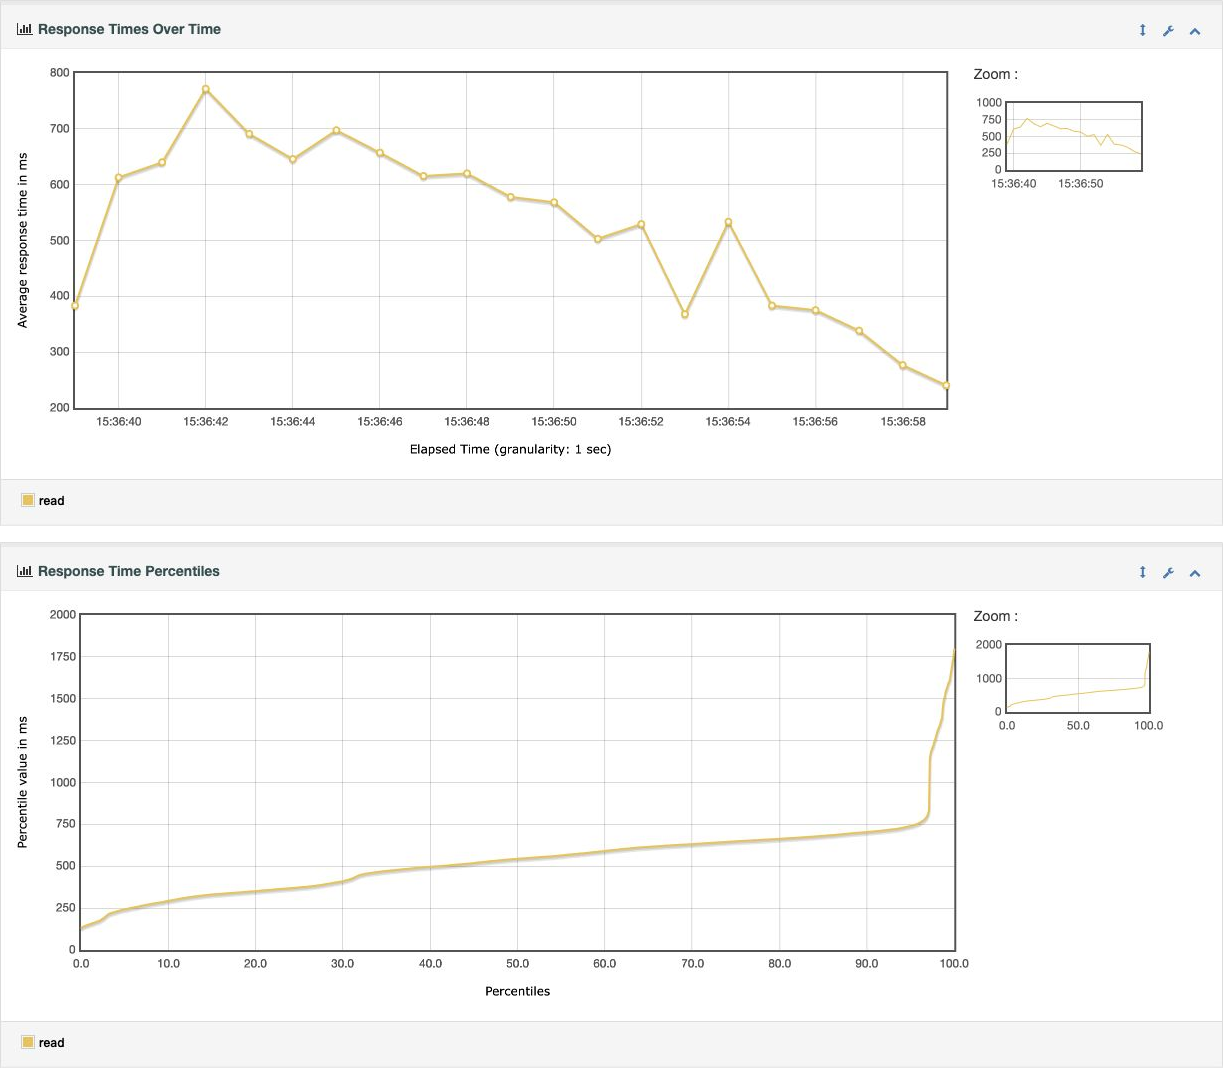 Response Times Over Time
Zoom :
800
700
600
500
400
300
200
Average response time in ms
15:36:40 15:36:42 15:36:44 15:36:46 15:36:48 15:36:50 15:36:52 15:36:54 15:36:56 15:36:58
Elapsed Time (granularity: 1 sec)
1000
750
500
250
0
15:36:40 15:36:50
read
Response Time Percentiles
Zoom :
2000
1750
1500
1250
1000
750
500
250
0
Percentile value in ms
0.0 10.0 20.0 30.0 40.0 50.0 60.0 70.0 80.0 90.0 100.0
Percentiles
2000
1000
0
0.0 50.0 100.0
read